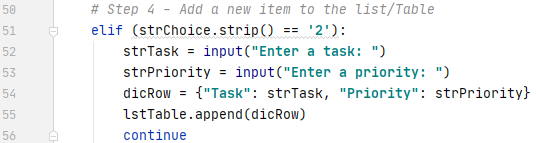 50 # Step 4 - Add a new item to the list/Table
51 elif (strChoice.strip() == '2'):
52 strTask = input("Enter a task: ")
53 strPriority = input("Enter a priority: ")
54 dicRow = {"Task": strTask, "Priority": strPriority}
55 lstTable.append(dicRow)
56 continue